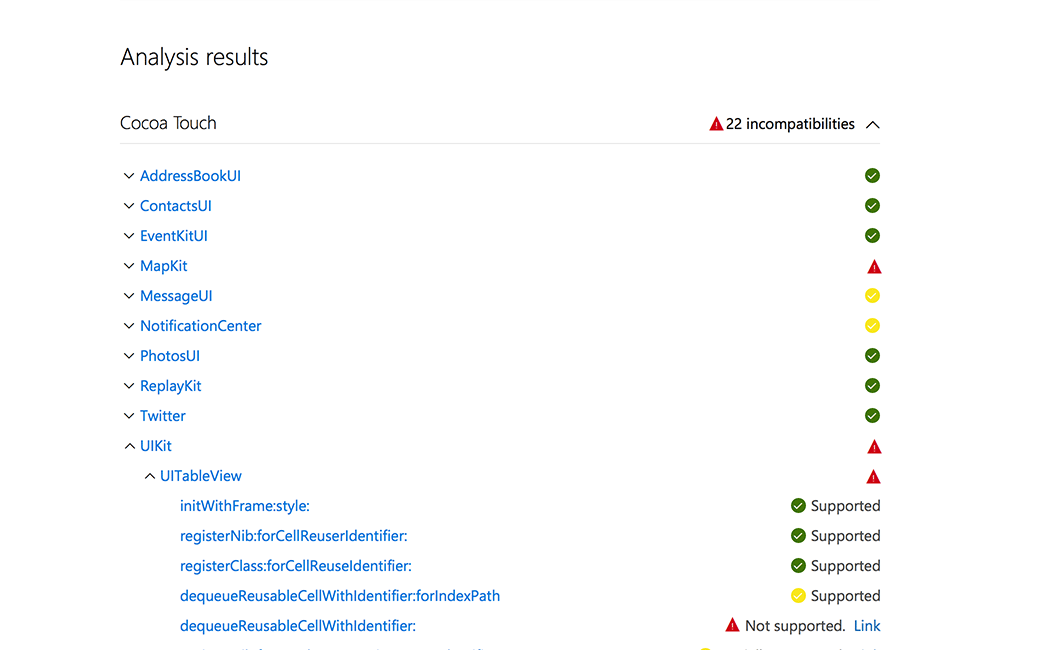 Analysis results
Cocoa Touch 22 incompatibilities
AddressBookUI
ContactsUI
EventKitUI
MapKit
MessageUI
NotificationCenter
PhotosUI
ReplayKit
Twitter
UIKit
UITableView
initWithFrame:style: Supported
registerNib:forCellReuserIdentifier: Supported
registerClass:forCellReuseIdentifier: Supported
dequeueReusableCellWithIdentifier:forIndexPath Supported
dequeueReusableCellWithIdentifier: Not supported. Link